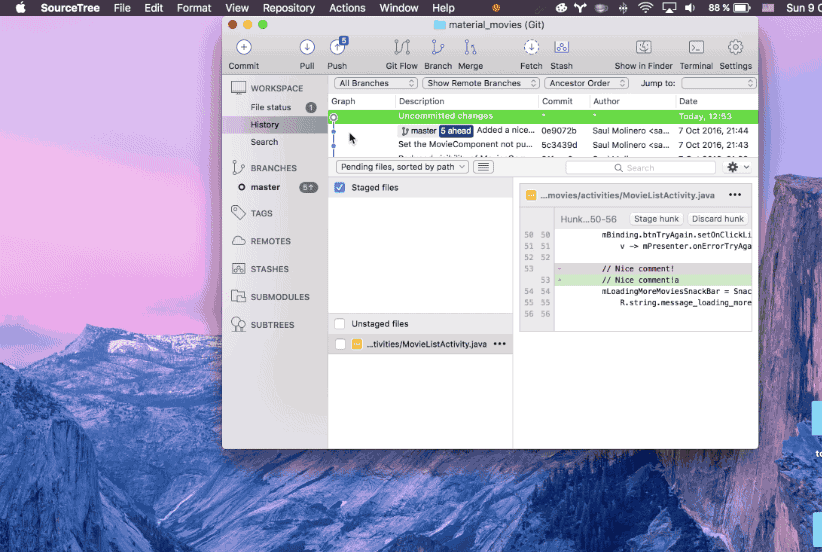 SourceTree File Edit Format View Repository Actions Window Help 88 % Sun 9 O
material_movies (Git)
5
Commit Pull Push Git Flow Branch Merge Fetch Stash Show in Finder Terminal Settings
WORKSPACE
File status 1
History
Search
BRANCHES
master 5↑
TAGS
REMOTES
STASHES
SUBMODULES
SUBTREES
All Branches Show Remote Branches Ancestor Order Jump to:
Graph Description Commit Author Date
Uncommitted changes * * Today, 12:53
master 5 ahead Added a nice... 0e9072b Saul Molinero <sa... 7 Oct 2016, 21:44
Set the MovieComponent not pu... 5c3439d Saul Molinero <sa... 7 Oct 2016, 21:43
Pending files, sorted by path Search
Staged files
Unstaged files
...tivities/MovieListActivity.java •••
...movies/activities/MovieListActivity.java •••
Hunk...50-56 Stage hunk Discard hunk
50 50 mBinding.btnTryAgain.setOnClickLi
51 51 v -> mPresenter.onErrorTryAga
52 52
53 - // Nice comment!
53 + // Nice comment!a
54 54 mLoadingMoreMoviesSnackBar = Snac
55 55 R.string.message_loading_more
56 56
to